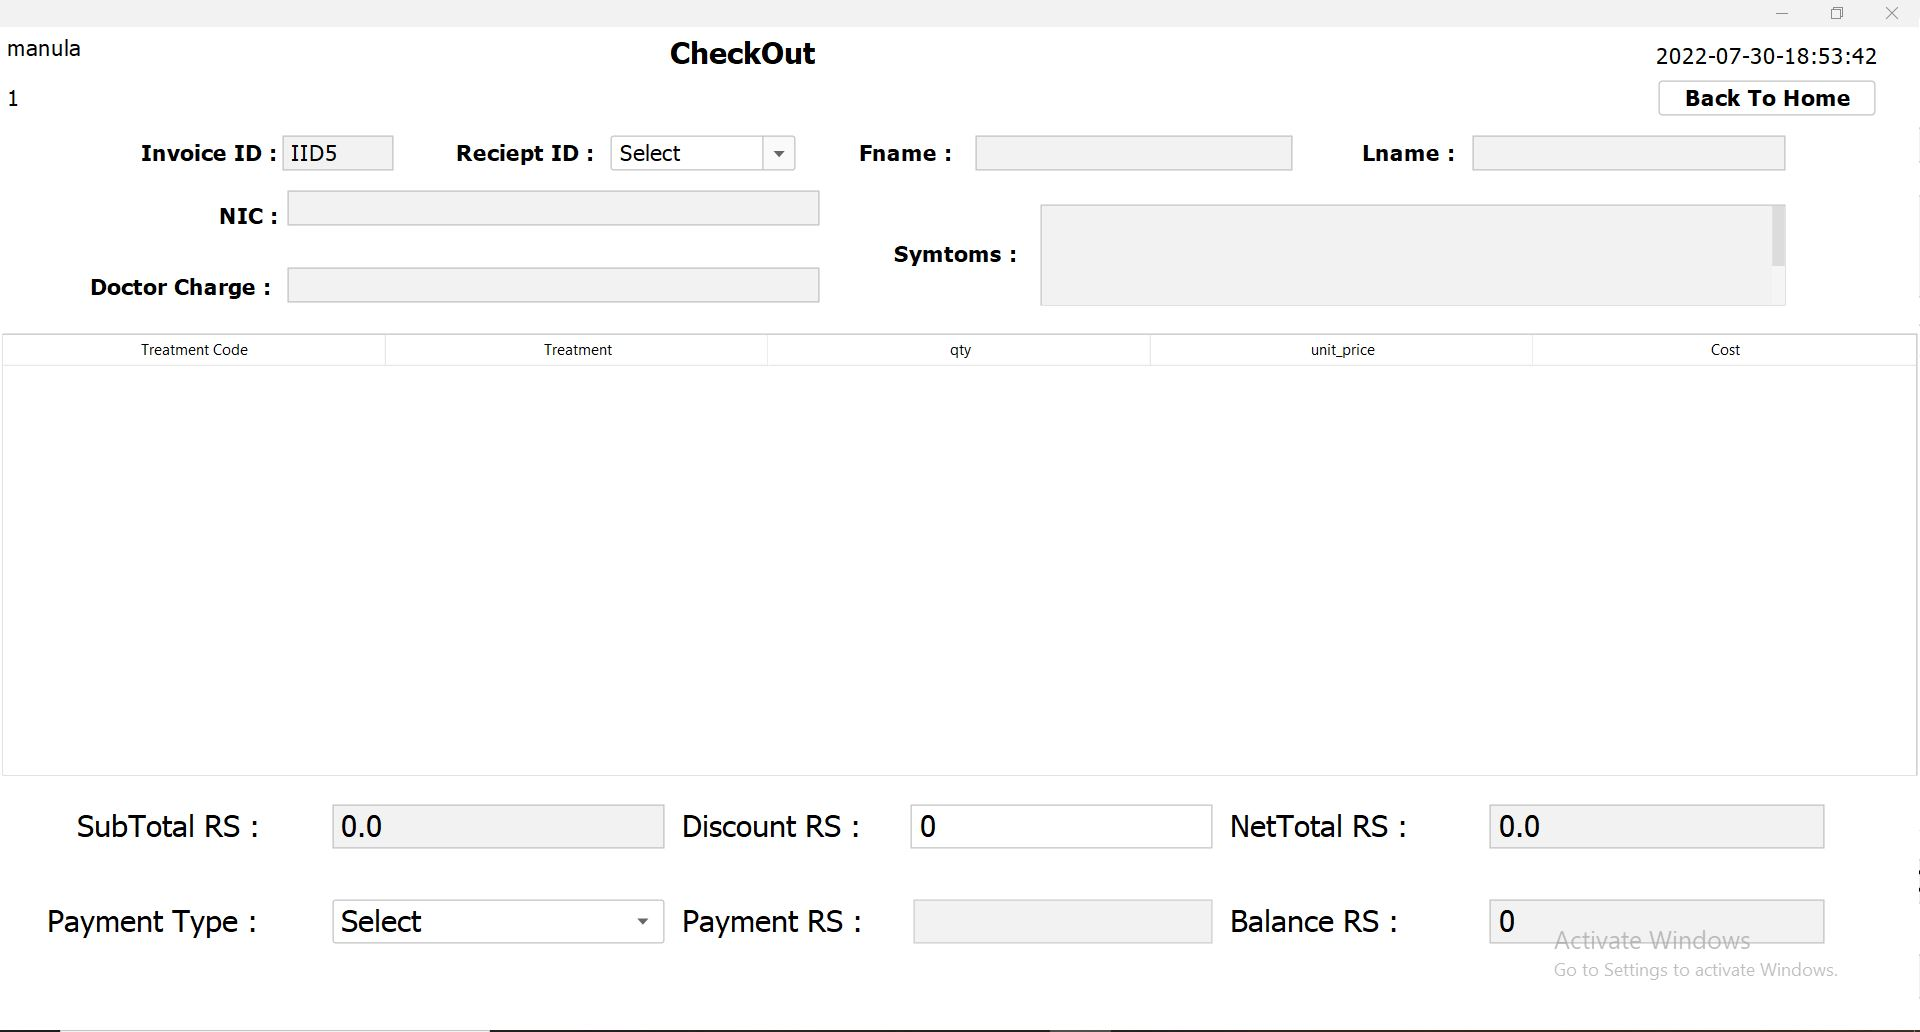 manula
CheckOut
2022-07-30-18:53:42
1
Back To Home
Invoice ID : IID5 Reciept ID : Select Fname : Lname :
NIC :
Symtoms :
Doctor Charge :
Treatment Code Treatment qty unit_price Cost
SubTotal RS : 0.0 Discount RS : 0 NetTotal RS : 0.0
Payment Type : Select Payment RS : Balance RS : 0
Activate Windows
Go to Settings to activate Windows.